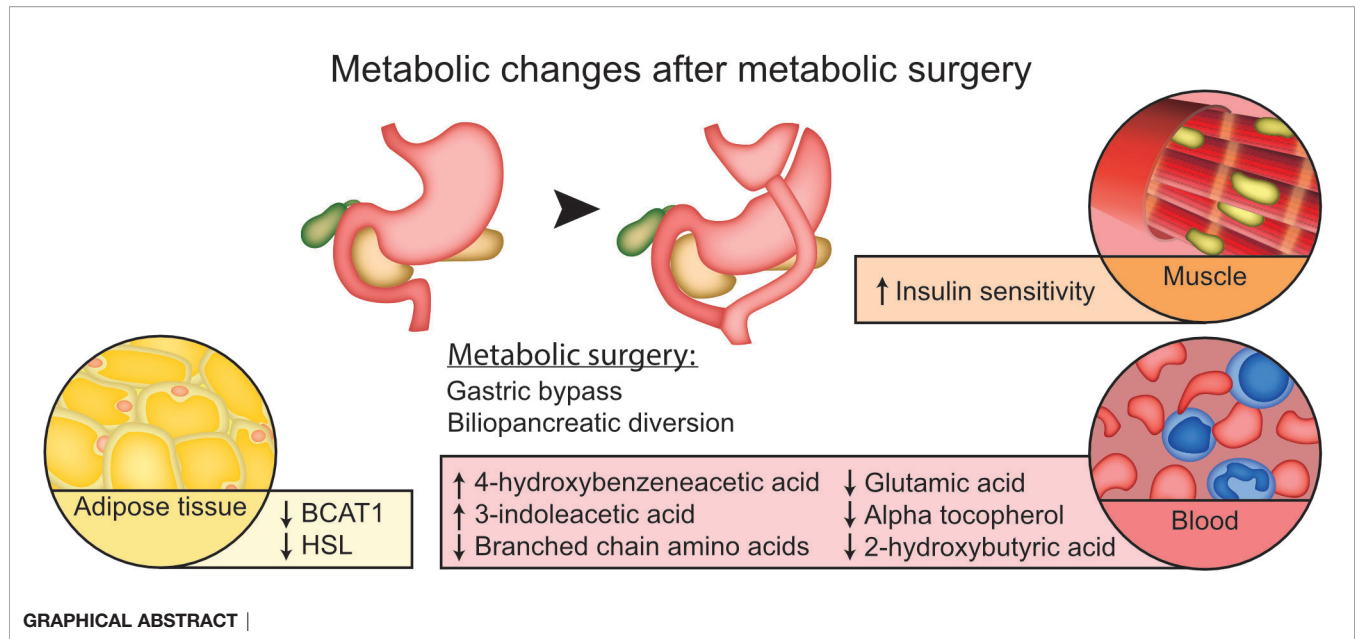 Metabolic changes after metabolic surgery
↑ Insulin sensitivity
Muscle
Metabolic surgery:
Gastric bypass
Biliopancreatic diversion
Adipose tissue
↓ BCAT1
↓ HSL
↑ 4-hydroxybenzeneacetic acid
↑ 3-indoleacetic acid
↓ Branched chain amino acids
↓ Glutamic acid
↓ Alpha tocopherol
↓ 2-hydroxybutyric acid
Blood
GRAPHICAL ABSTRACT |